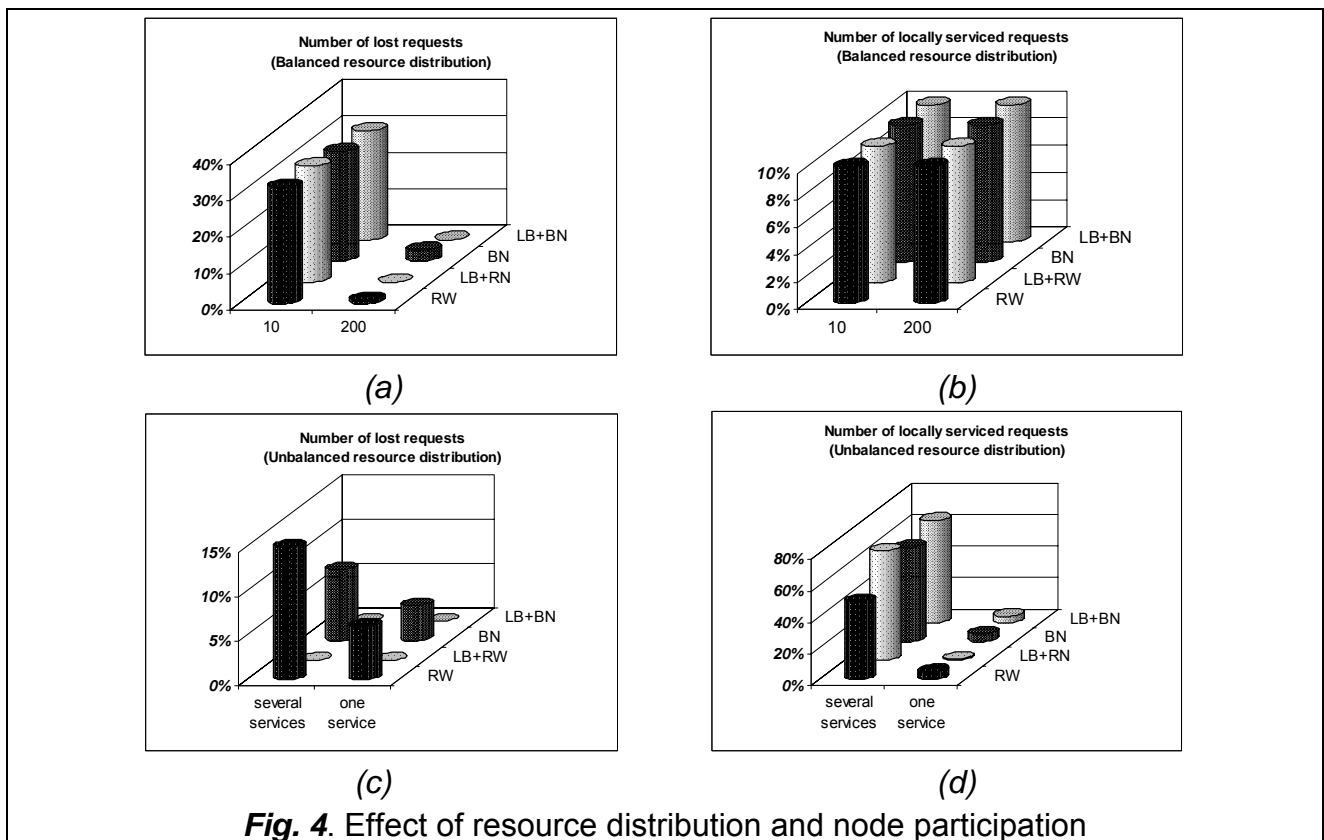 Number of lost requests
(Balanced resource distribution)
40%
30%
20%
10%
0%
10
200
RW
LB+RN
BN
LB+BN
(a)
Number of locally serviced requests
(Balanced resource distribution)
10%
8%
6%
4%
2%
0%
10
200
RW
LB+RW
BN
LB+BN
(b)
Number of lost requests
(Unbalanced resource distribution)
15%
10%
5%
0%
several
services
one
service
RW
LB+RW
BN
LB+BN
(c)
Number of locally serviced requests
(Unbalanced resource distribution)
80%
60%
40%
20%
0%
several
services
one
service
RW
LB+RN
BN
LB+BN
(d)
Fig. 4. Effect of resource distribution and node participation